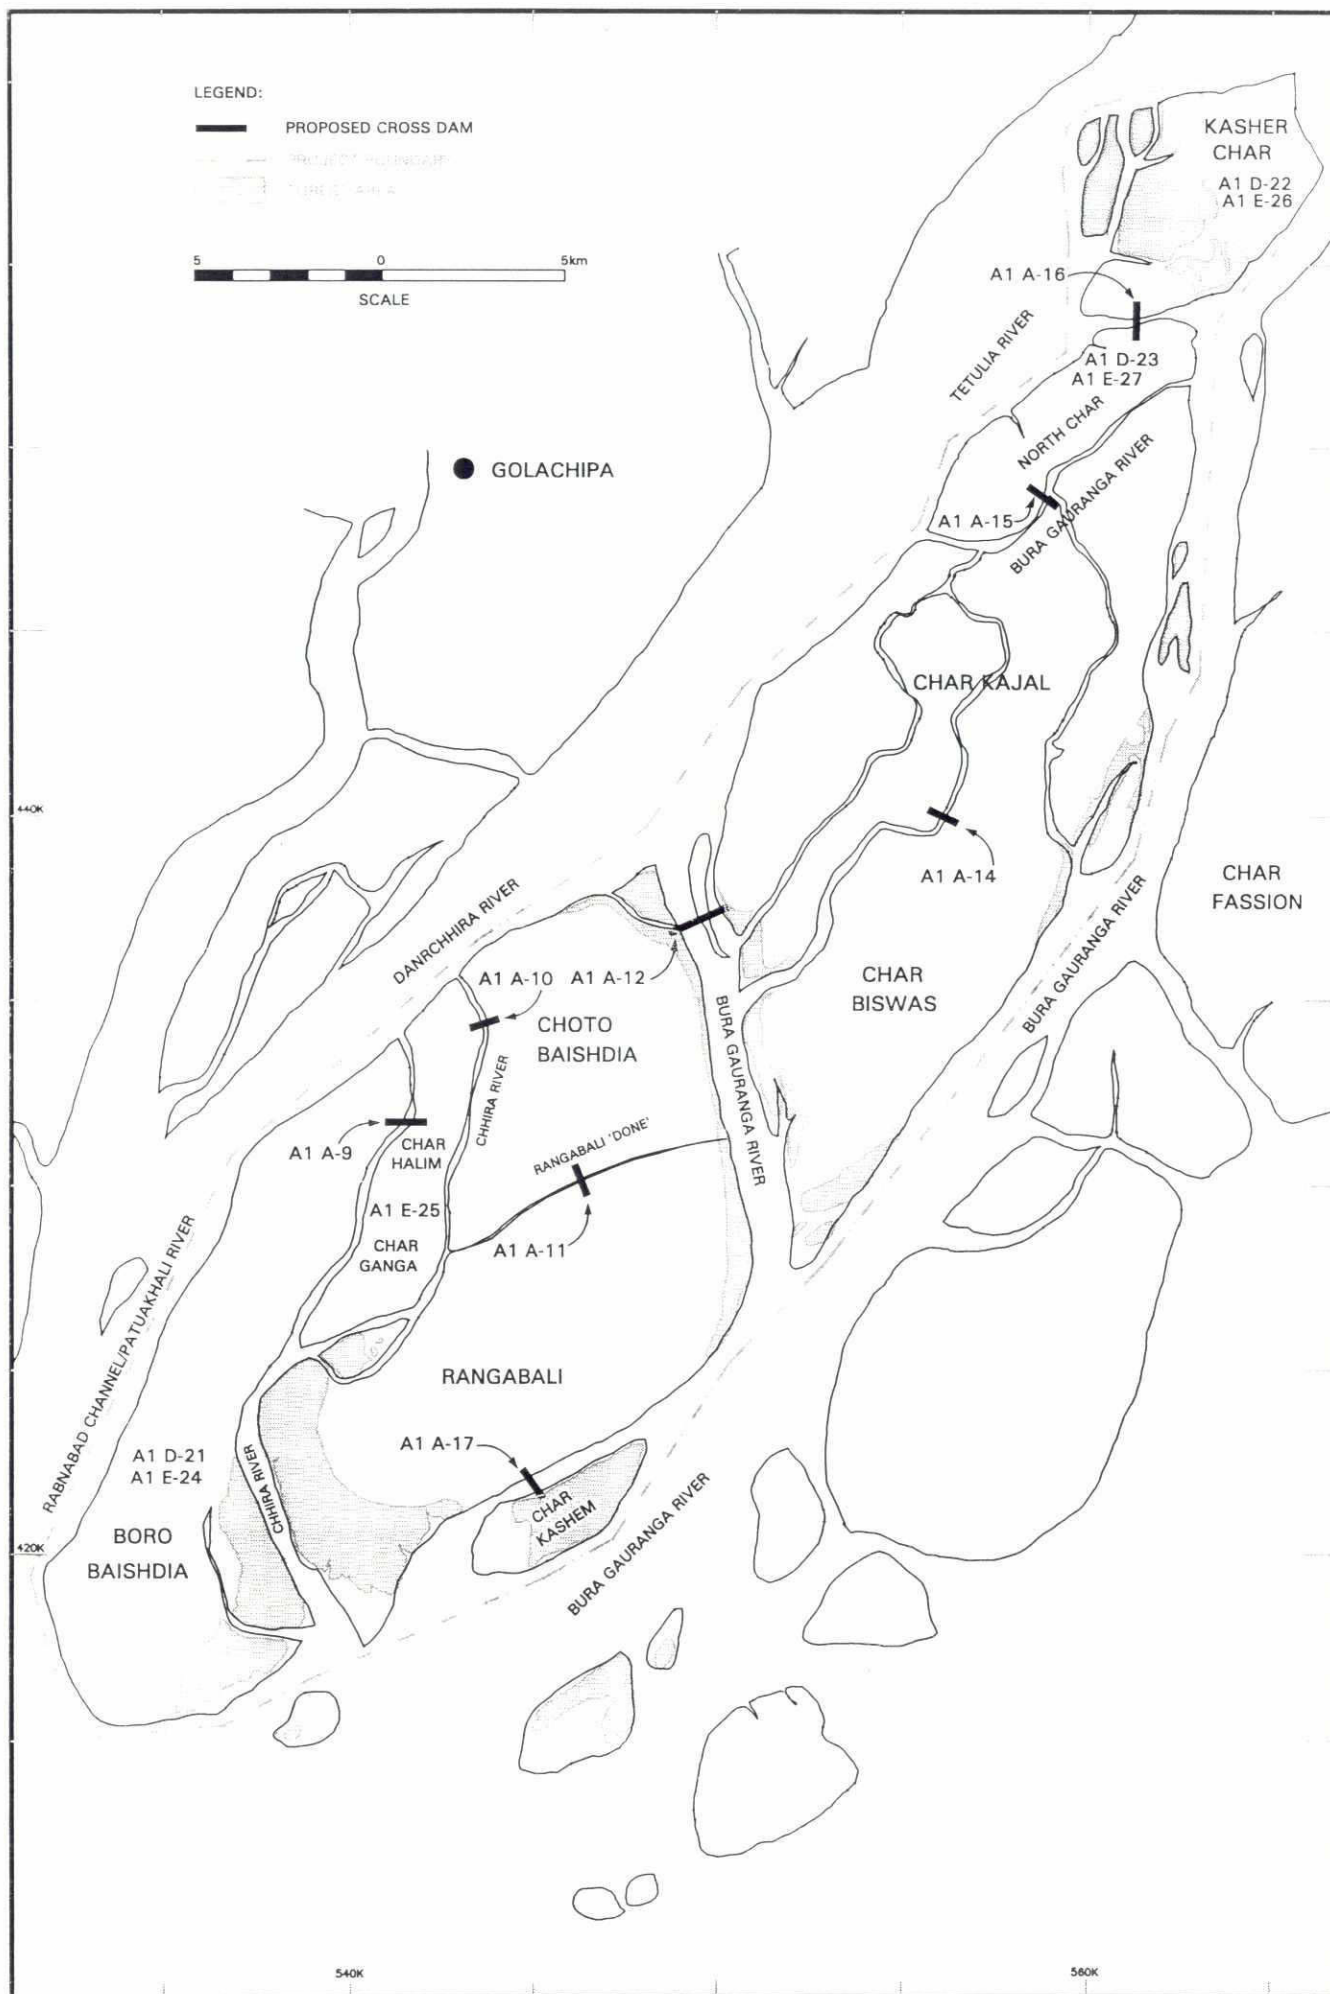 LEGEND:
PROPOSED CROSS DAM
PROJECT BOUNDARY
5 0 5km
SCALE
KASHER
CHAR
A1 D-22
A1 E-26
A1 A-16
TETULIA RIVER
A1 D-23
A1 E-27
NORTH CHAR
BURA GAURANGA RIVER
A1 A-15
GOLACHIPA
CHAR KAJAL
440K
A1 A-14
CHAR
FASSION
DANRCHHIRA RIVER
A1 A-10
A1 A-12
CHOTO
BAISHDIA
CHAR
BISWAS
BURA GAURANGA RIVER
BURA GAURANGA RIVER
CHHIRA RIVER
A1 A-9
CHAR
HALIM
RANGABALI 'DONE'
A1 E-25
CHAR
GANGA
A1 A-11
RABNABAD CHANNEL/PATUAKHALI RIVER
RANGABALI
A1 A-17
A1 D-21
A1 E-24
CHHIRA RIVER
CHAR
KASHEM
BORO
BAISHDIA
BURA GAURANGA RIVER
420K
540K
560K